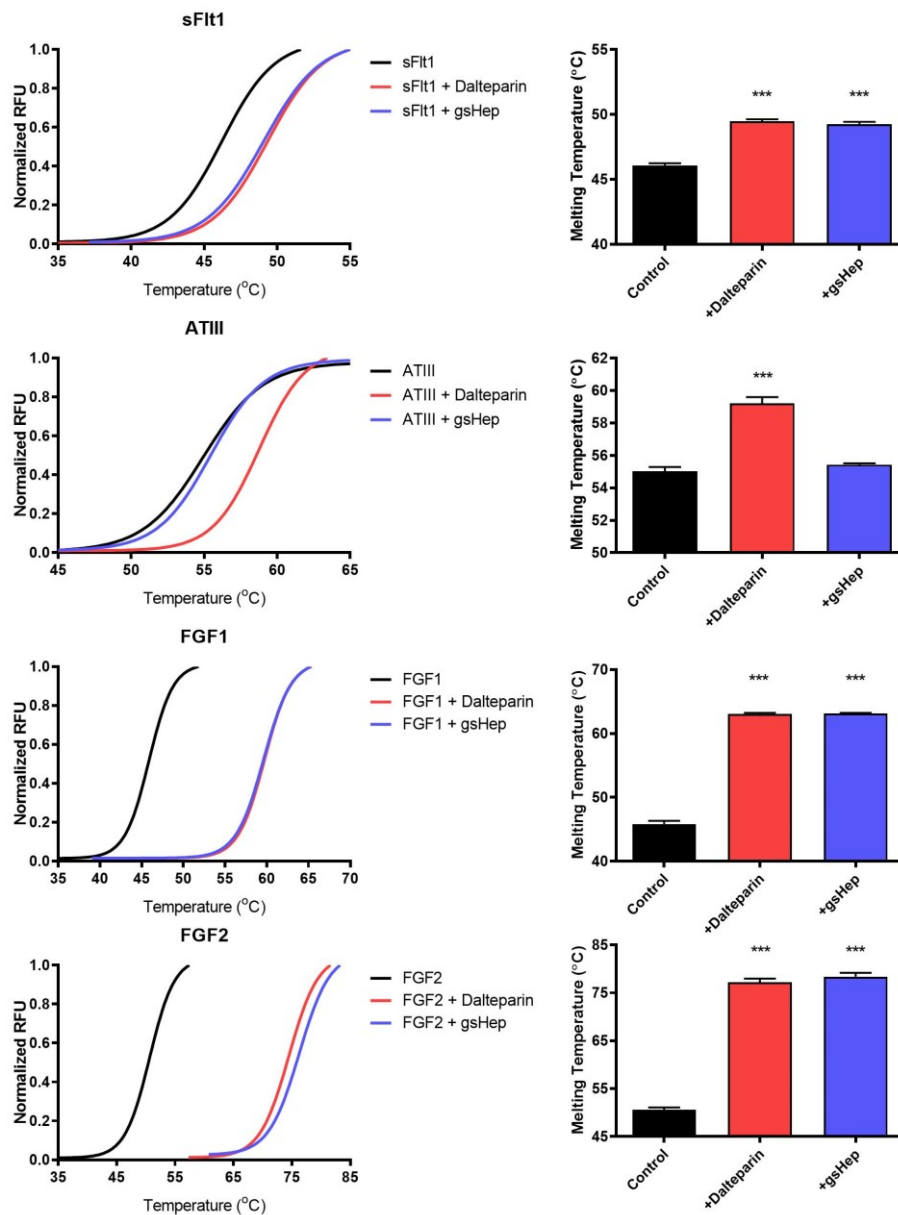 sFlt1
Normalized RFU
1.0
0.8
0.6
0.4
0.2
0.0
35
40
45
50
55
Temperature (°C)
sFlt1
sFlt1 + Dalteparin
sFlt1 + gsHep
Melting Temperature (°C)
55
50
45
40
***
***
Control
+Dalteparin
+gsHep
ATIII
Normalized RFU
1.0
0.8
0.6
0.4
0.2
0.0
45
50
55
60
65
Temperature (°C)
ATIII
ATIII + Dalteparin
ATIII + gsHep
Melting Temperature (°C)
62
60
58
56
54
52
50
***
Control
+Dalteparin
+gsHep
FGF1
Normalized RFU
1.0
0.8
0.6
0.4
0.2
0.0
35
40
45
50
55
60
65
70
Temperature (°C)
FGF1
FGF1 + Dalteparin
FGF1 + gsHep
Melting Temperature (°C)
70
60
50
40
***
***
Control
+Dalteparin
+gsHep
FGF2
Normalized RFU
1.0
0.8
0.6
0.4
0.2
0.0
35
45
55
65
75
85
Temperature (°C)
FGF2
FGF2 + Dalteparin
FGF2 + gsHep
Melting Temperature (°C)
85
75
55
45
***
***
Control
+Dalteparin
+gsHep